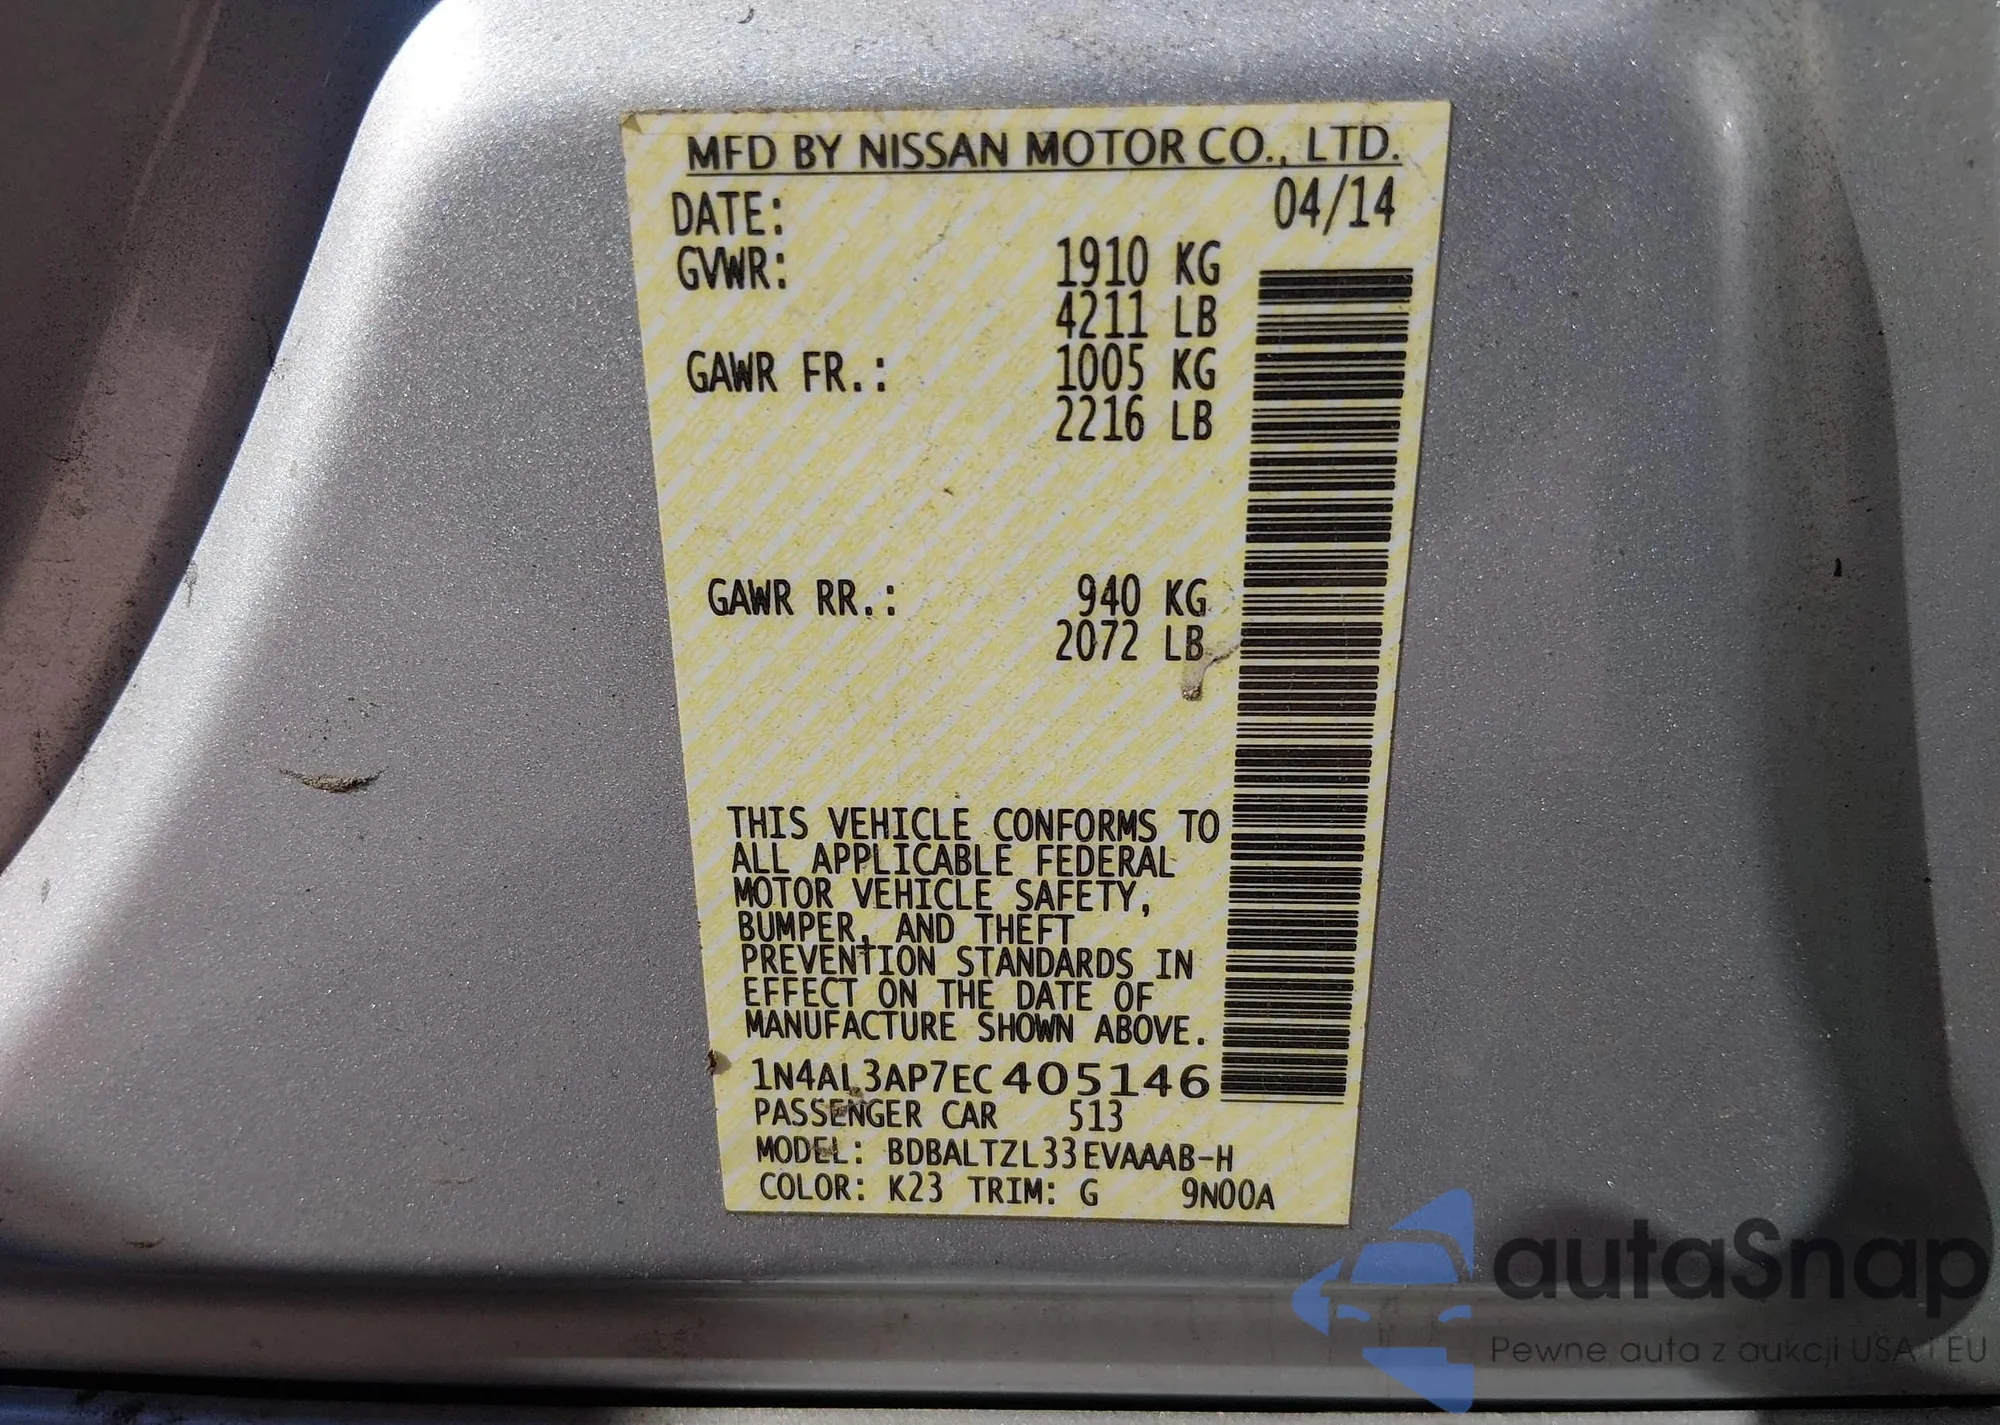 MFD BY NISSAN MOTOR CO., LTD.
DATE: 04/14
GVWR: 1910 KG
4211 LB
GAWR FR.: 1005 KG
2216 LB
GAWR RR.: 940 KG
2072 LB
THIS VEHICLE CONFORMS TO
ALL APPLICABLE FEDERAL
MOTOR VEHICLE SAFETY,
BUMPER, AND THEFT
PREVENTION STANDARDS IN
EFFECT ON THE DATE OF
MANUFACTURE SHOWN ABOVE.
1N4AL3AP7EC405146
PASSENGER CAR 513
MODEL: BDBALTZL33EVAAAB-H
COLOR: K23 TRIM: G 9N00A
autaSnap
Pewne auta z aukcji USA i EU